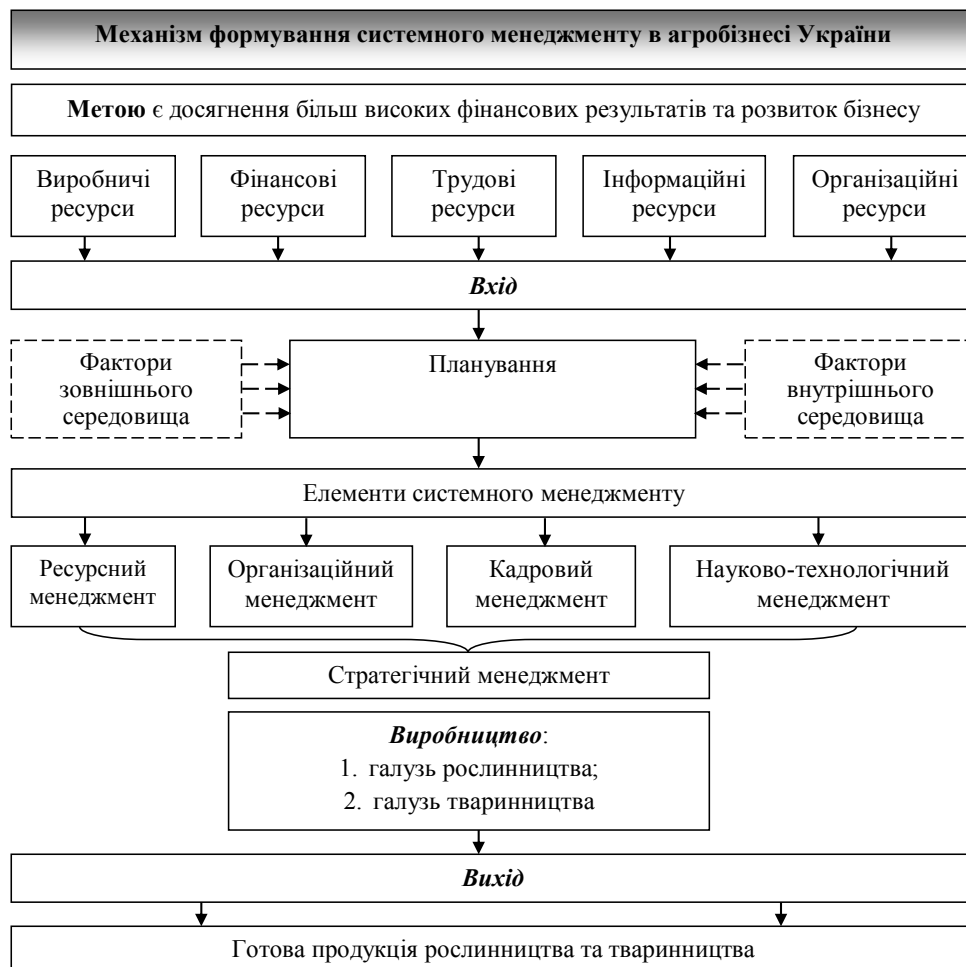 Механізм формування системного менеджменту в агробізнесі України
Метою є досягнення більш високих фінансових результатів та розвиток бізнесу
Виробничі
ресурси
Фінансові
ресурси
Трудові
ресурси
Інформаційні
ресурси
Організаційні
ресурси
Вхід
Фактори
зовнішнього
середовища
Планування
Фактори
внутрішнього
середовища
Елементи системного менеджменту
Ресурсний
менеджмент
Організаційний
менеджмент
Кадровий
менеджмент
Науково-технологічний
менеджмент
Стратегічний менеджмент
Виробництво:
1. галузь рослинництва;
2. галузь тваринництва
Вихід
Готова продукція рослинництва та тваринництва